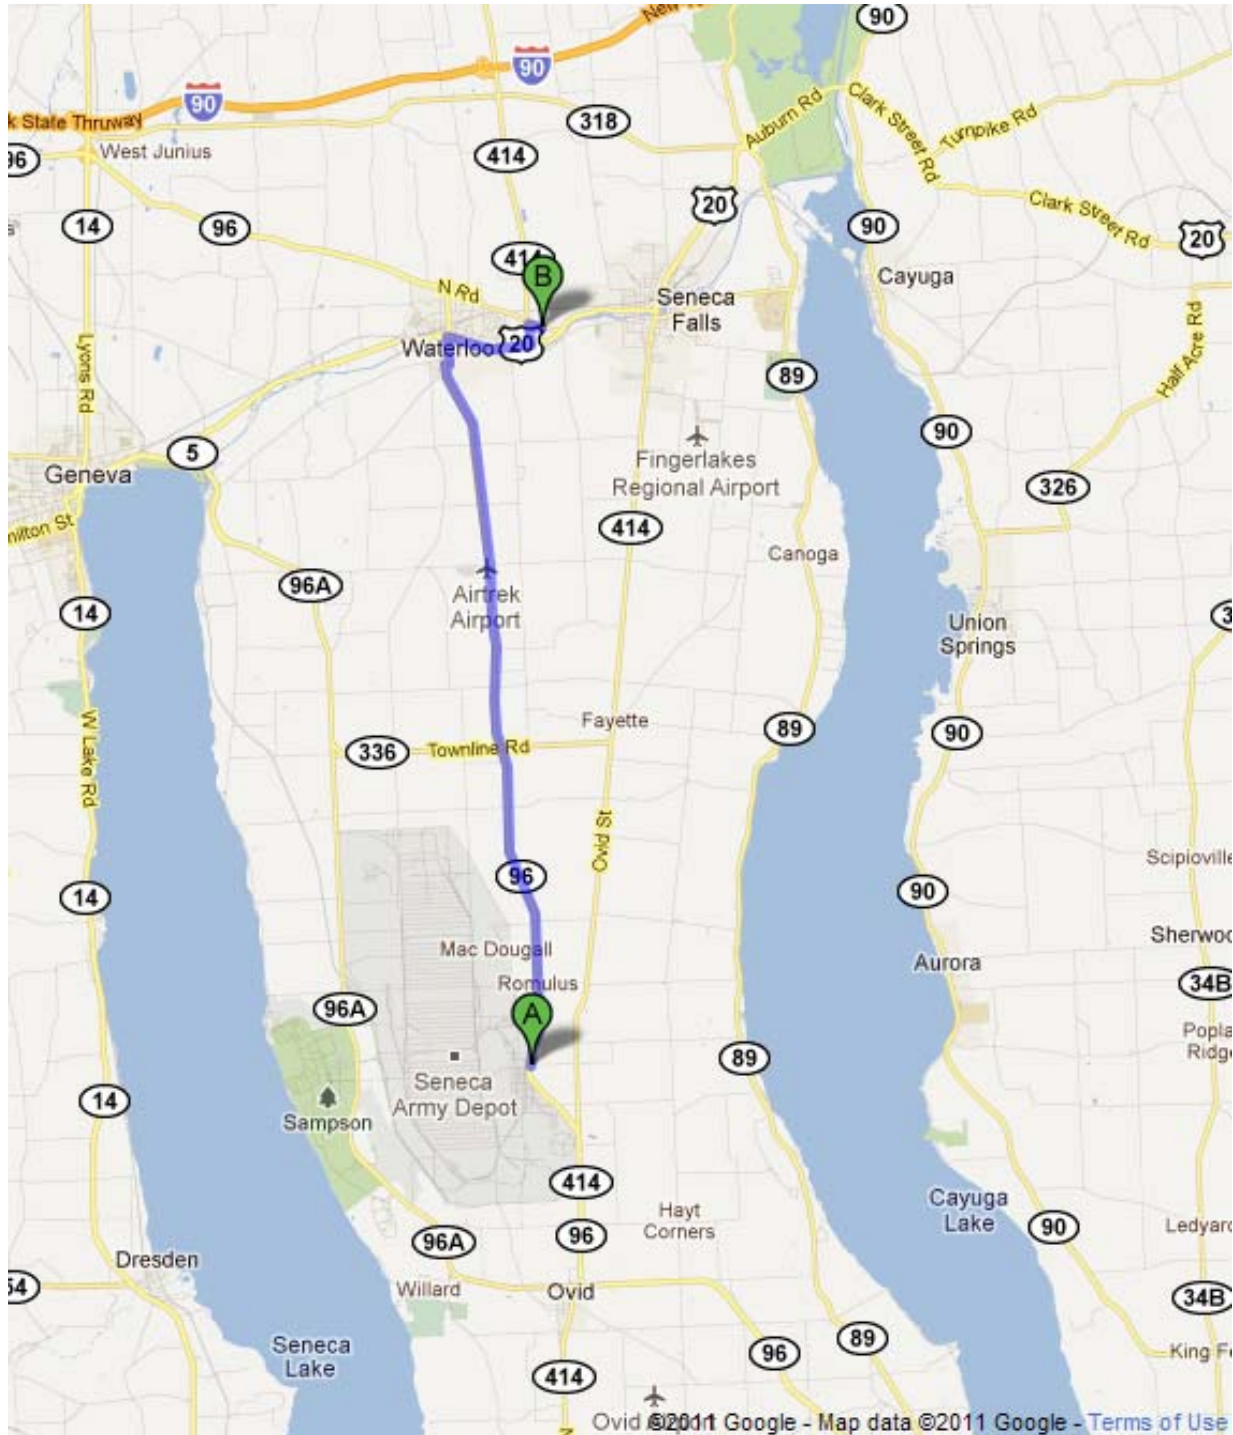 90
New
90
90
Clark Street Rd
Turnpike Rd
k State Thruway
318
Auburn Rd
96
West Junius
414
Clark Street Rd
14
96
20
90
20
414
B
Cayuga
N Rd
Seneca
Falls
Waterloo
20
Lyons Rd
Half Acre Rd
89
90
5
Fingerlakes
Regional Airport
Geneva
326
milton St
414
Canoga
96A
Airtrek
Airport
14
Union
Springs
Fayette
W Lake Rd
89
90
336
Townline Rd
Ovid St
Scipioville
96
90
14
Mac Dougall
Sherwoo
Aurora
Romulus
34B
96A
A
Popla
Ridge
89
Seneca
Army Depot
14
Sampson
414
Cayuga
Lake
Hayt
Corners
90
Ledyard
96
96A
Dresden
54
Willard
Ovid
34B
Seneca
Lake
89
96
King Fe
414
N
Ovid Airport
©2011 Google - Map data ©2011 Google - Terms of Use